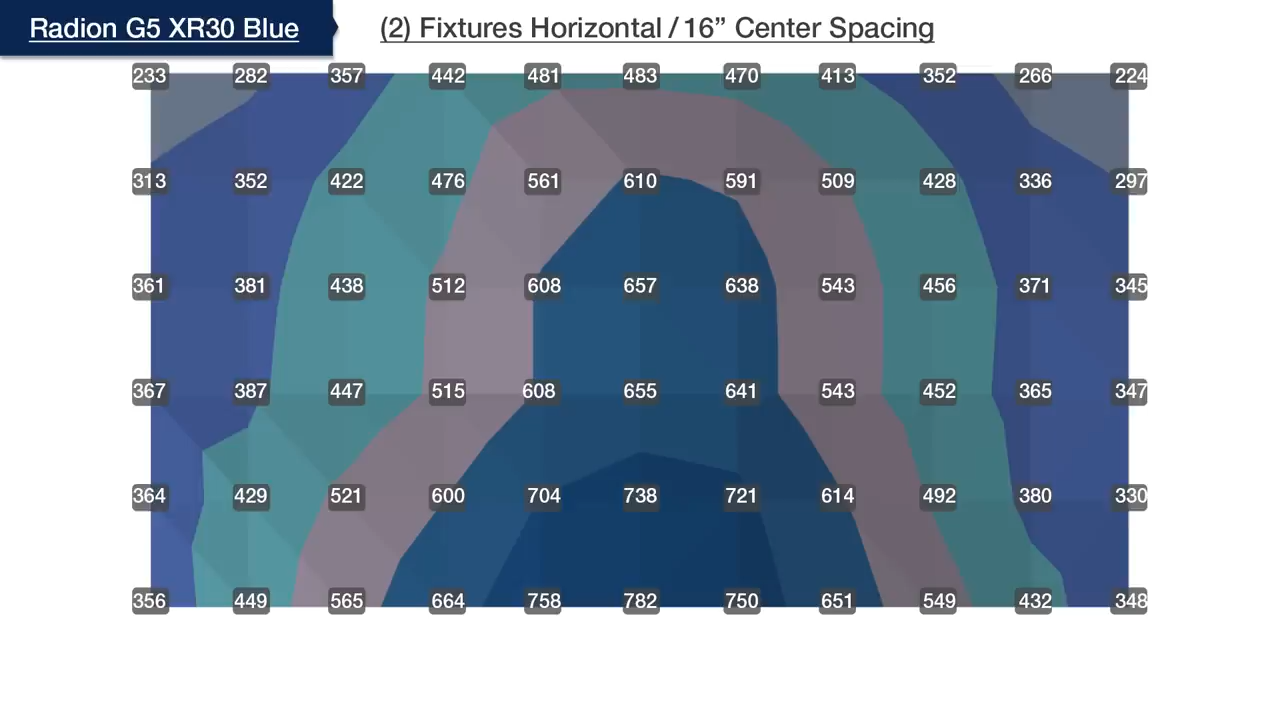 Radion G5 XR30 Blue
(2) Fixtures Horizontal / 16” Center Spacing
233 282 357 442 481 483 470 413 352 266 224
313 352 422 476 561 610 591 509 428 336 297
361 381 438 512 608 657 638 543 456 371 345
367 387 447 515 608 655 641 543 452 365 347
364 429 521 600 704 738 721 614 492 380 330
356 449 565 664 758 782 750 651 549 432 348